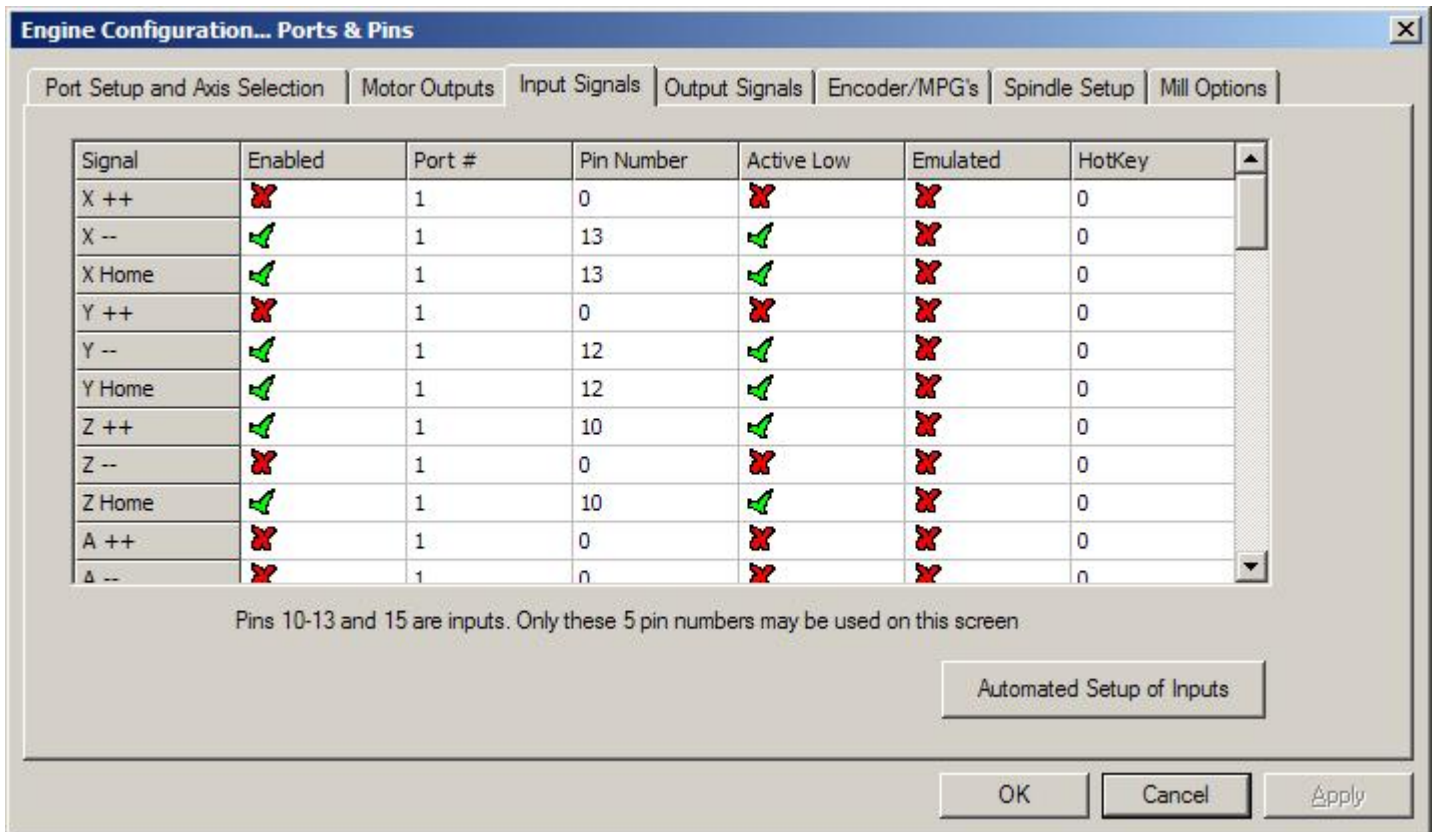 Engine Configuration... Ports & Pins
Port Setup and Axis Selection Motor Outputs Input Signals Output Signals Encoder/MPG's Spindle Setup Mill Options
Signal Enabled Port # Pin Number Active Low Emulated HotKey
X ++ 1 0 0
X -- 1 13 0
X Home 1 13 0
Y ++ 1 0 0
Y -- 1 12 0
Y Home 1 12 0
Z ++ 1 10 0
Z -- 1 0 0
Z Home 1 10 0
A ++ 1 0 0
A -- 1 0 0
Pins 10-13 and 15 are inputs. Only these 5 pin numbers may be used on this screen
Automated Setup of Inputs
OK Cancel Apply